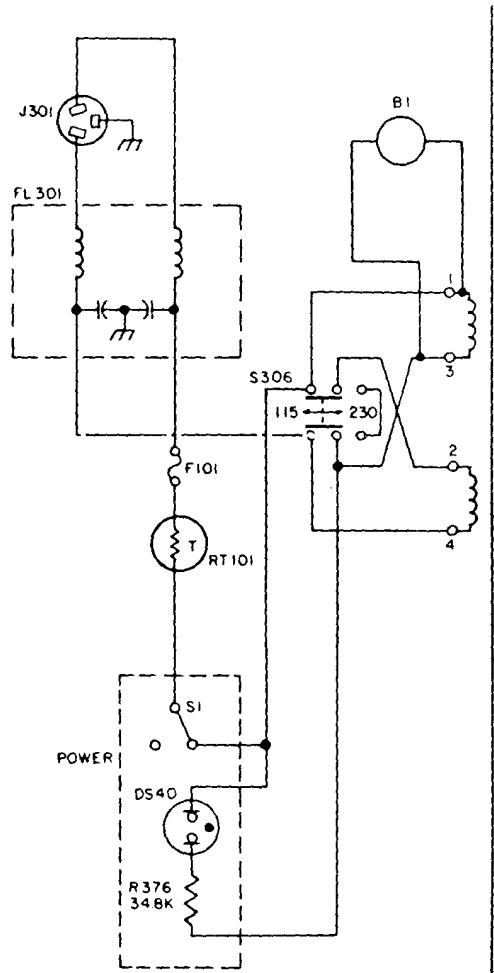 J301
B1
FL301
1
3
S306
115
230
2
4
F101
T
RT101
S1
POWER
DS40
R376
34.8K